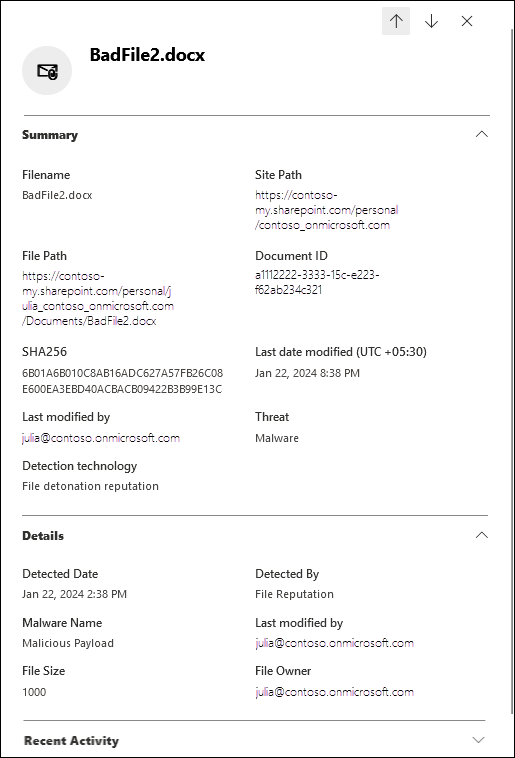 BadFile2.docx
Summary
Filename
BadFile2.docx
Site Path
https://contoso-
my.sharepoint.com/personal
/contoso_onmicrosoft.com
File Path
https://contoso-
my.sharepoint.com/personal/j
ulia_contoso_onmicrosoft.com
/Documents/BadFile2.docx
Document ID
a1112222-3333-15c-e223-
f62ab234c321
SHA256
6B01A6B010C8AB16ADC627A57FB26C08
E600EA3EBD40ACBACB09422B3B99E13C
Last date modified (UTC +05:30)
Jan 22, 2024 8:38 PM
Last modified by
julia@contoso.onmicrosoft.com
Threat
Malware
Detection technology
File detonation reputation
Details
Detected Date
Jan 22, 2024 2:38 PM
Detected By
File Reputation
Malware Name
Malicious Payload
Last modified by
julia@contoso.onmicrosoft.com
File Size
1000
File Owner
julia@contoso.onmicrosoft.com
Recent Activity